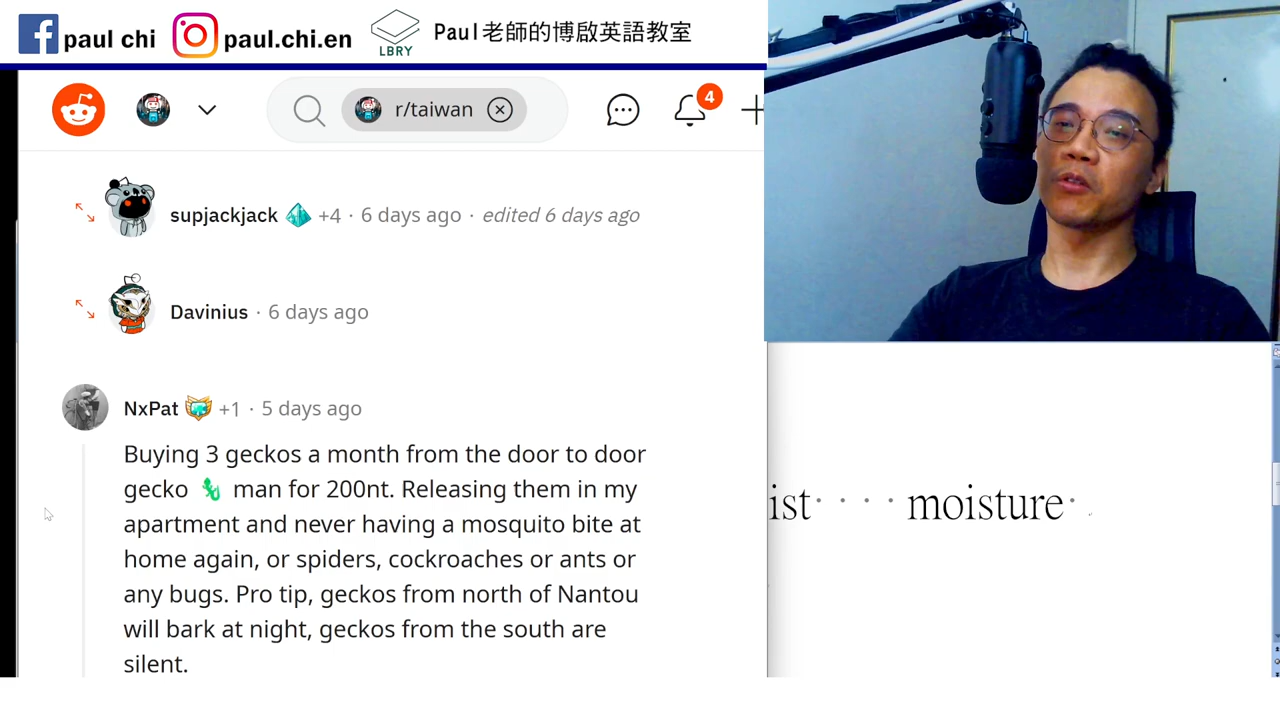 paul chi
paul.chi.en
LBRY
Paul老師的博啟英語教室
r/taiwan
4
supjackjack +4 · 6 days ago · edited 6 days ago
Davinius · 6 days ago
NxPat +1 · 5 days ago
Buying 3 geckos a month from the door to door
gecko man for 200nt. Releasing them in my
apartment and never having a mosquito bite at
home again, or spiders, cockroaches or ants or
any bugs. Pro tip, geckos from north of Nantou
will bark at night, geckos from the south are
silent.
ist · · · · moisture ·